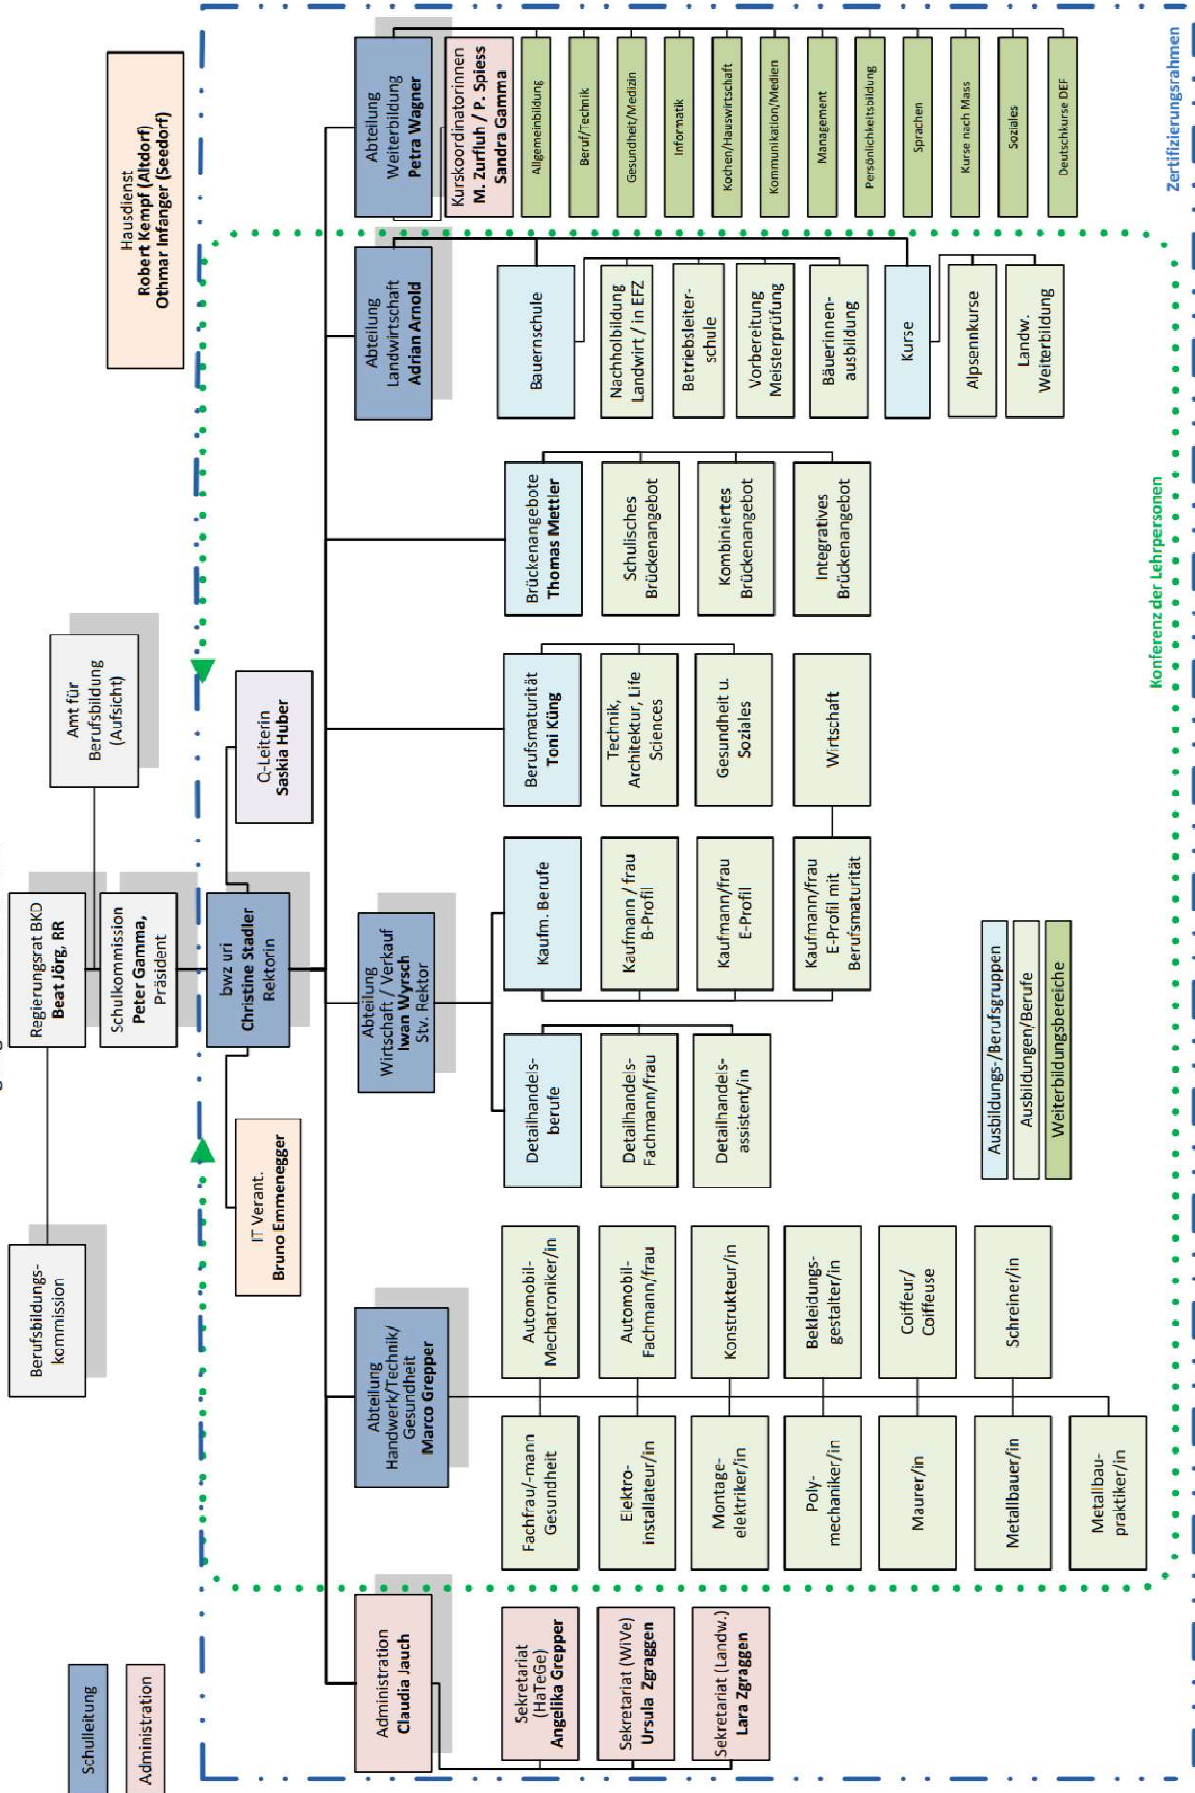 Regierungsrat BKD
Beat Jörg, RR
Berufsbildungs-
kommission
Amt für
Berufsbildung
(Aufsicht)
Schulkommission
Peter Gamma,
Präsident
Hausdienst
Robert Kempf (Altdorf)
Othmar Infanger (Seedorf)
Schulleitung
Administration
bwz uri
Christine Stadler
Rektorin
IT Verant.
Bruno Emmenegger
Q-Leiterin
Saskia Huber
Administration
Claudia Jauch
Sekretariat
(HaTeGe)
Angelika Grepper
Sekretariat (WiVe)
Ursula Zgraggen
Sekretariat (Landw.)
Lara Zgraggen
Abteilung
Handwerk/Technik/
Gesundheit
Marco Grepper
Fachfrau/-mann
Gesundheit
Automobil-
Mechatroniker/in
Elektro-
installateur/in
Automobil-
Fachmann/frau
Montage-
elektriker/in
Konstrukteur/in
Poly-
mechaniker/in
Bekleidungs-
gestalter/in
Maurer/in
Coiffeur/
Coiffeuse
Metallbauer/in
Schreiner/in
Metallbau-
praktiker/in
Abteilung
Wirtschaft / Verkauf
Iwan Wyrsch
Stv. Rektor
Detailhandels-
berufe
Detailhandels-
Fachmann/frau
Detailhandels-
assistent/in
Kaufm. Berufe
Kaufmann / frau
B-Profil
Kaufmann/frau
E-Profil
Kaufmann/frau
E-Profil mit
Berufsmaturität
Berufsmaturität
Toni Küng
Technik,
Architektur, Life
Sciences
Gesundheit u.
Soziales
Wirtschaft
Brückenangebote
Thomas Mettler
Schulisches
Brückenangebot
Kombiniertes
Brückenangebot
Integratives
Brückenangebot
Abteilung
Landwirtschaft
Adrian Arnold
Bauernschule
Nachholbildung
Landwirt / in EFZ
Betriebsleiter-
schule
Vorbereitung
Meisterprüfung
Bäuerinnen-
ausbildung
Kurse
Alpsennkurse
Landw.
Weiterbildung
Abteilung
Weiterbildung
Petra Wagner
Kurskoordinatorinnen
M. Zurfluh / P. Spiess
Sandra Gamma
Allgemeinbildung
Beruf/Technik
Gesundheit/Medizin
Informatik
Kochen/Hauswirtschaft
Kommunikation/Medien
Management
Persönlichkeitsbildung
Sprachen
Kurse nach Mass
Soziales
Deutschkurse DEF
Ausbildungs-/Berufsgruppen
Ausbildungen/Berufe
Weiterbildungsbereiche
Konferenz der Lehrpersonen
Zertifizierungsrahmen